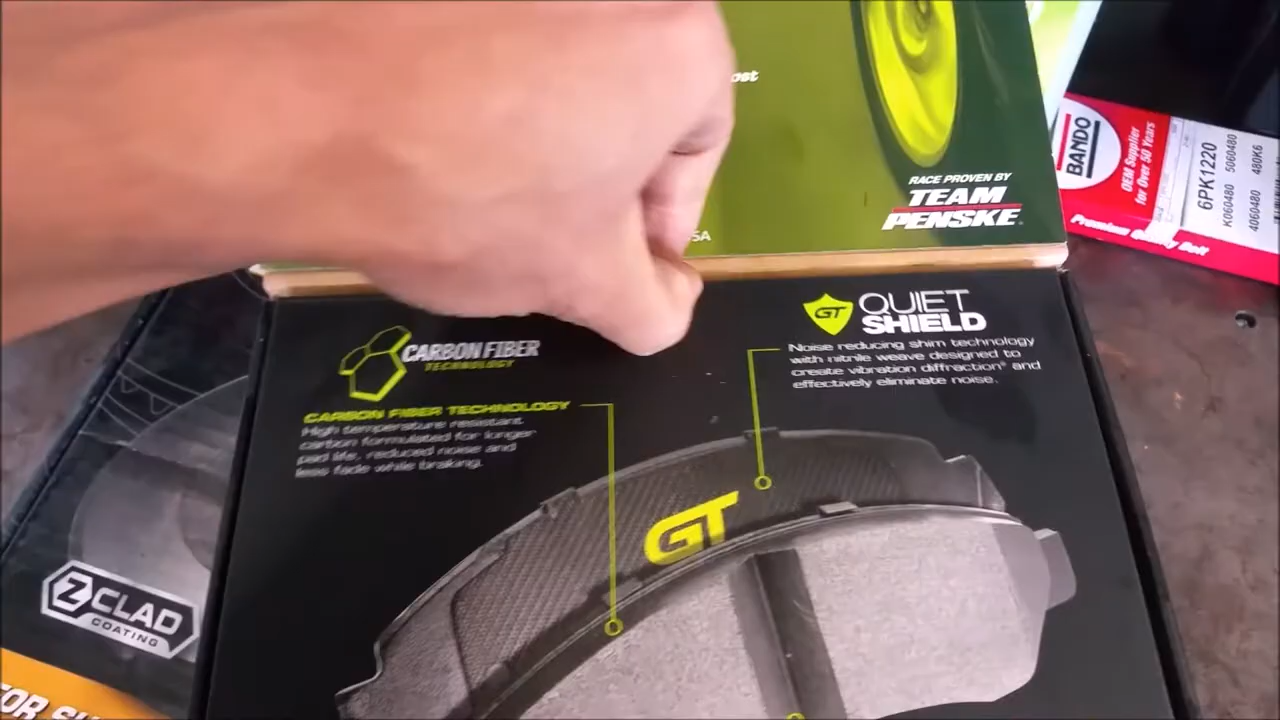 RACE PROVEN BY
TEAM
PENSKE
BANDO
OEM Supplier
for Over 50 Years
6PK1220
K060480 5060480
4060480 480K6
Premium Quality Belt
CARBON FIBER
TECHNOLOGY
CARBON FIBER TECHNOLOGY
High temperature resistant,
carbon formulated for longer
pad life, reduced noise and
less fade while braking.
GT
QUIET
SHIELD
Noise reducing shim technology
with nitrile weave designed to
create vibration diffraction® and
effectively eliminate noise.
GT
Z CLAD
COATING